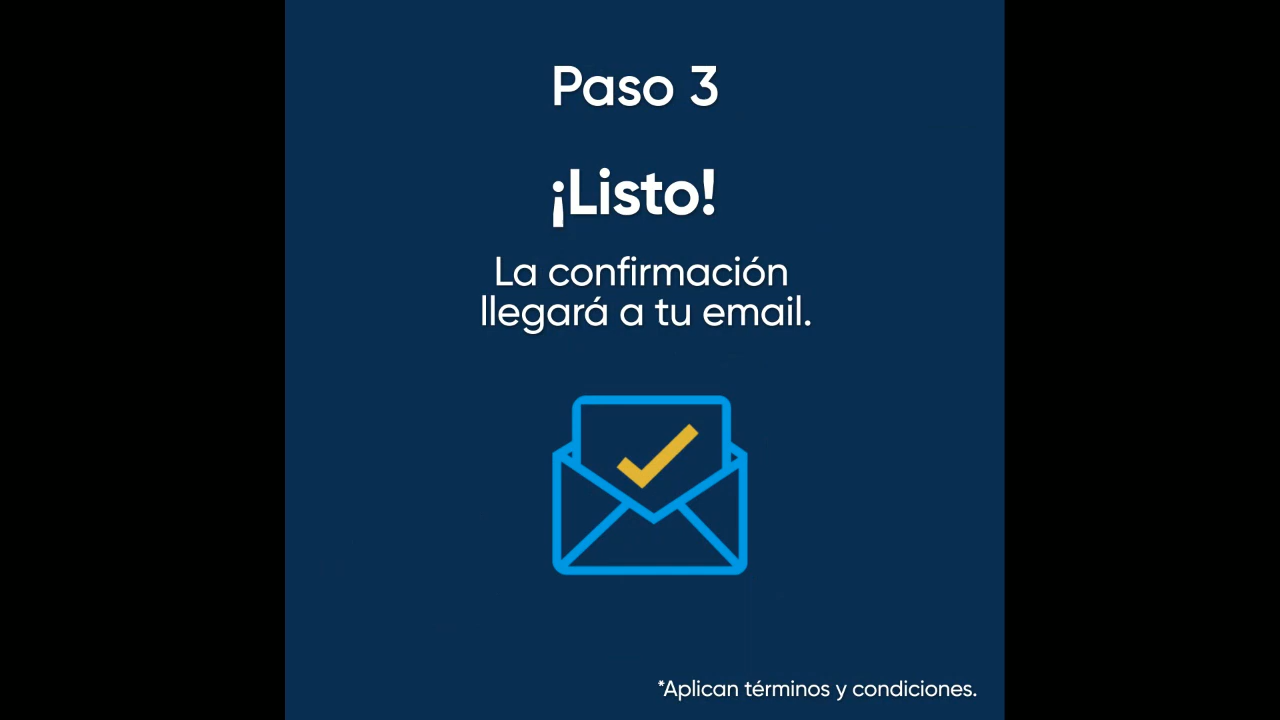 Paso 3
¡Listo!
La confirmación
llegará a tu email.
*Aplican términos y condiciones.